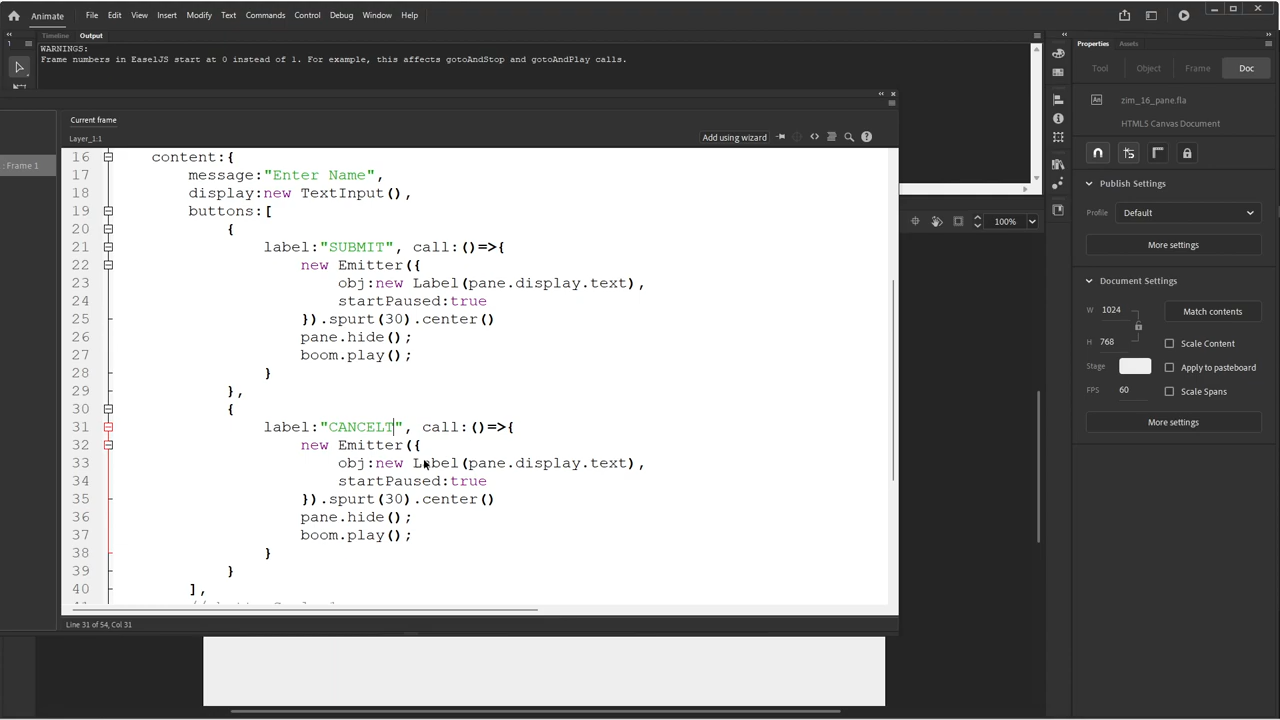 Animate File Edit View Insert Modify Text Commands Control Debug Window Help
Timeline Output
WARNINGS:
Frame numbers in EaselJS start at 0 instead of 1. For example, this affects gotoAndStop and gotoAndPlay calls.
1
Current frame
Layer_1:1
Add using wizard
: Frame 1
16 content:{
17 message:"Enter Name",
18 display:new TextInput(),
19 buttons:[
20 {
21 label:"SUBMIT", call:()=>{
22 new Emitter({
23 obj:new Label(pane.display.text),
24 startPaused:true
25 }).spurt(30).center()
26 pane.hide();
27 boom.play();
28 }
29 },
30 {
31 label:"CANCELT", call:()=>{
32 new Emitter({
33 obj:new Label(pane.display.text),
34 startPaused:true
35 }).spurt(30).center()
36 pane.hide();
37 boom.play();
38 }
39 }
40 ],
Line 31 of 54, Col 31
100%
Properties Assets
Tool Object Frame Doc
An zim_16_pane.fla
HTML5 Canvas Document
Publish Settings
Profile Default
More settings
Document Settings
W 1024 Match contents
H 768 Scale Content
Stage Apply to pasteboard
FPS 60 Scale Spans
More settings